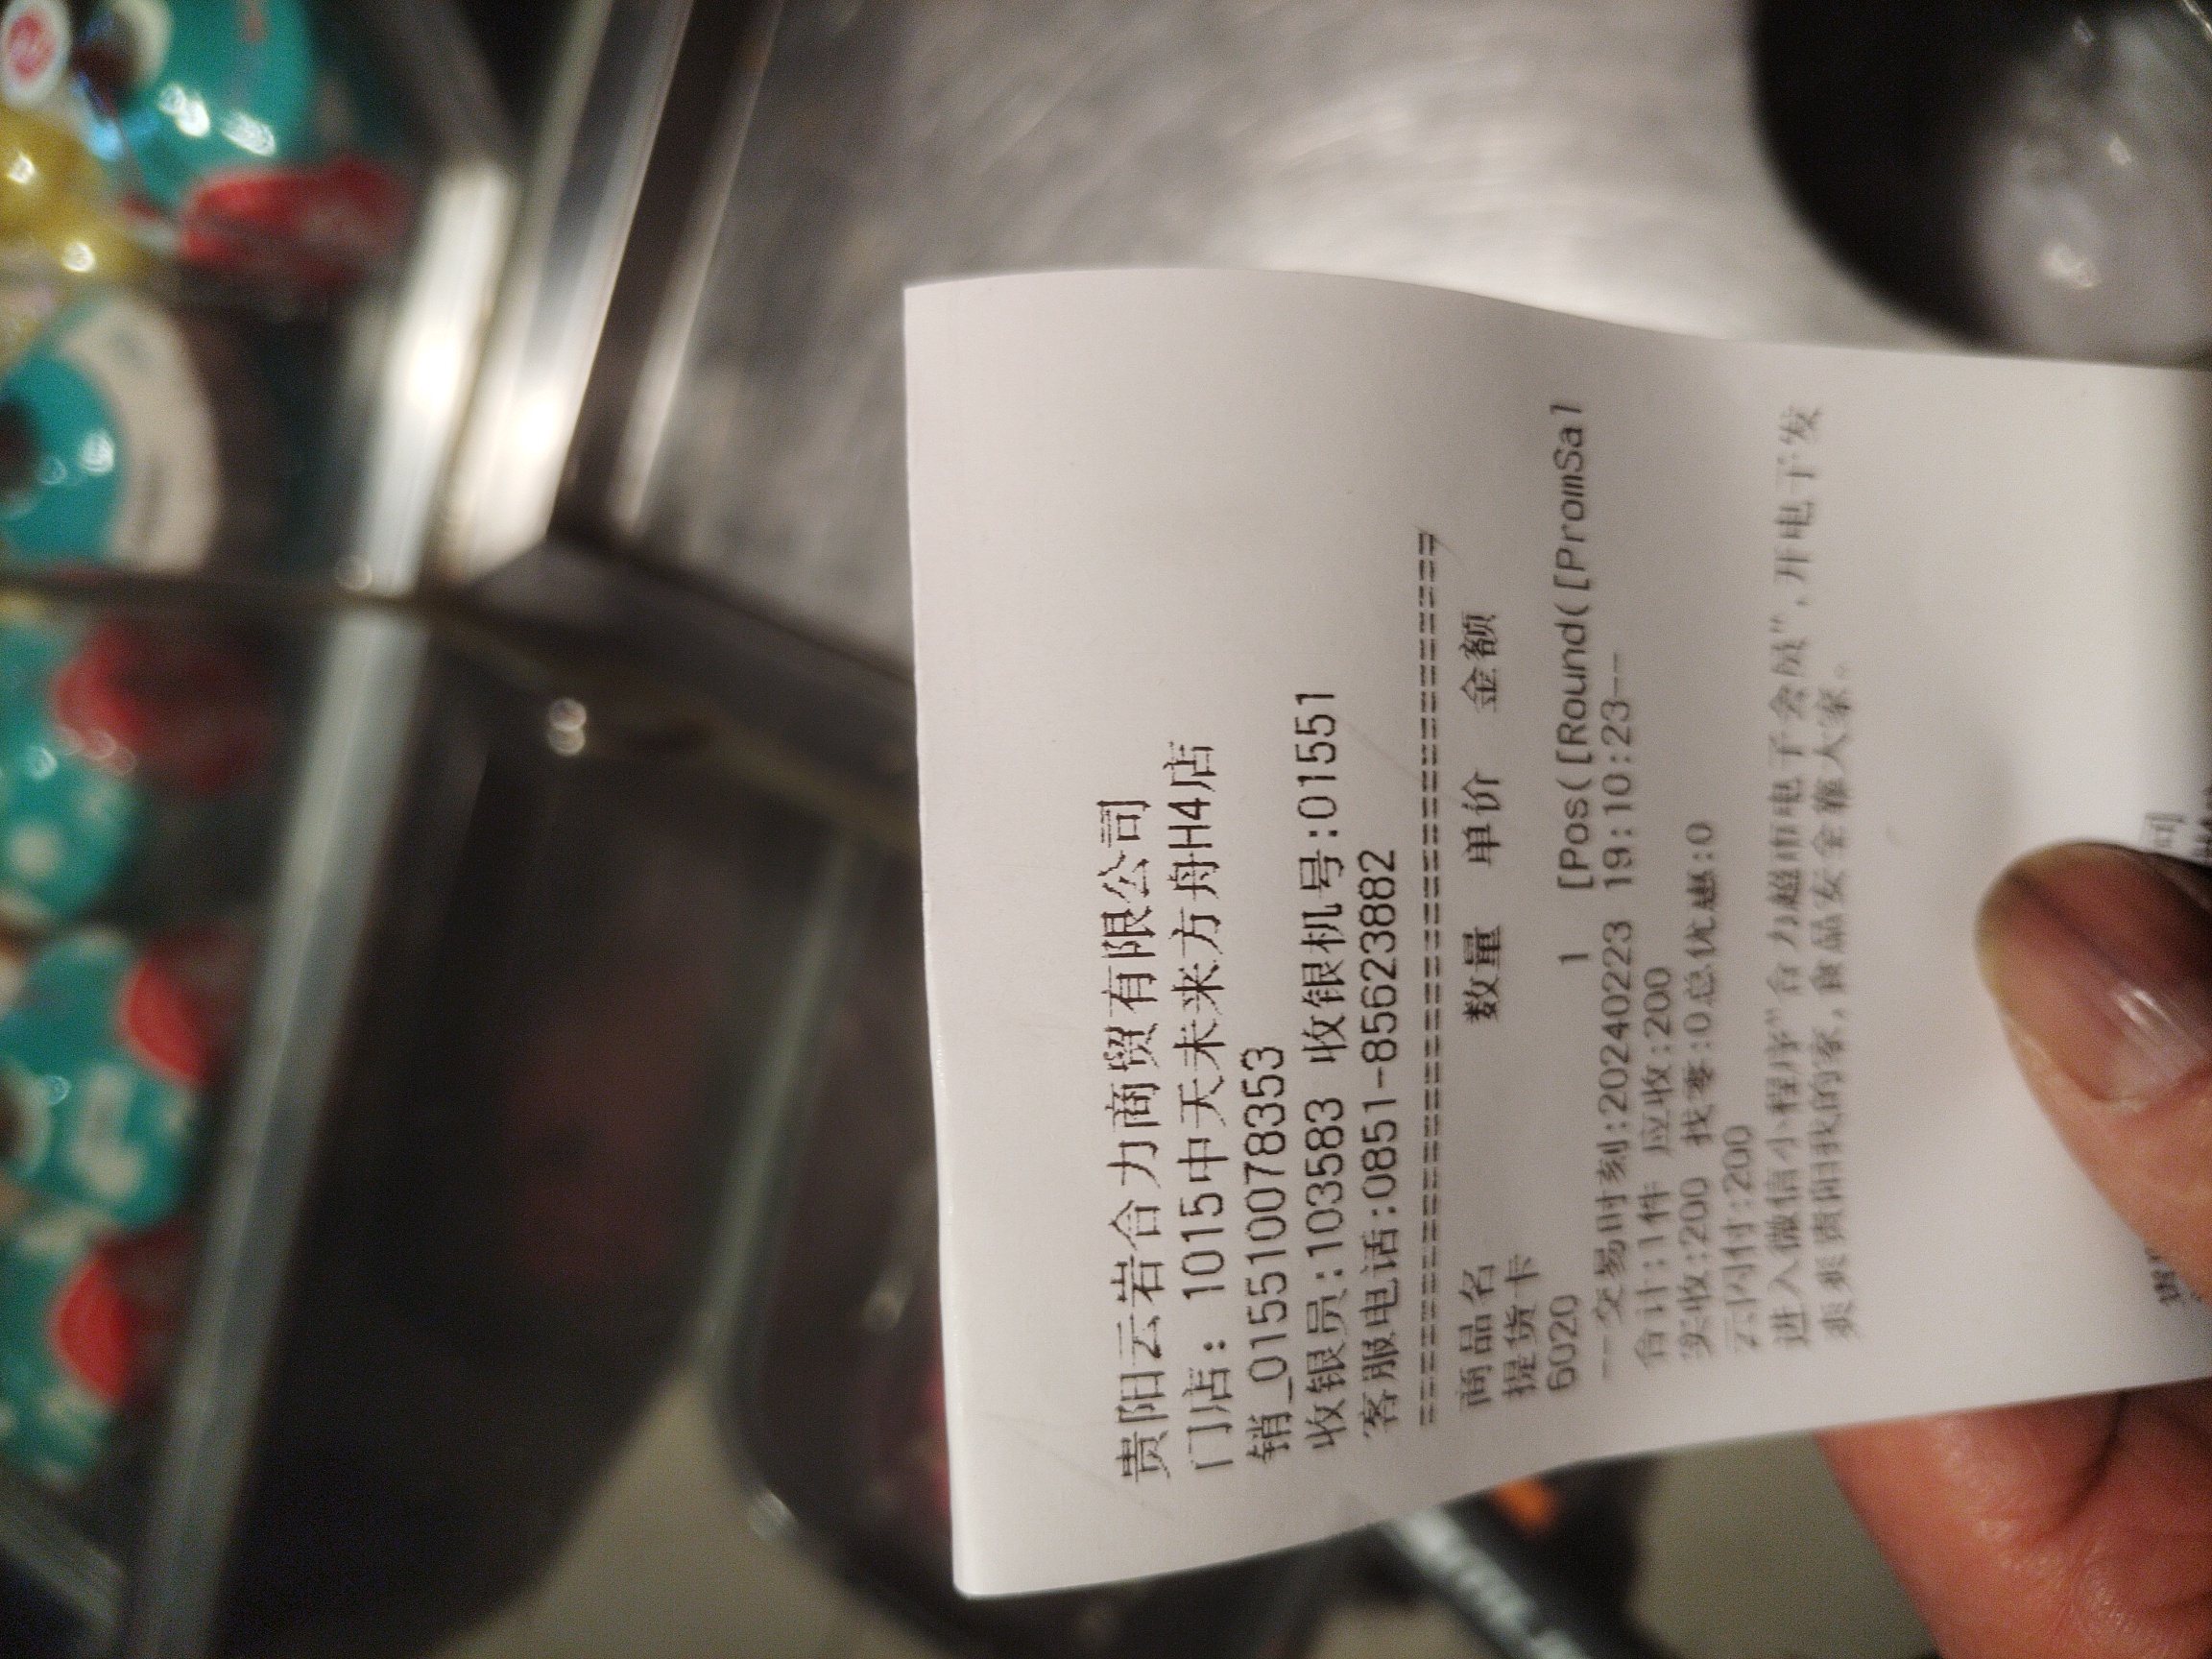 贵阳云岩合力商贸有限公司
门店: 1015中天未来方舟H4店
销_015510078353
收银员:103583 收银机号:01551
客服电话:0851-85623882
========================================
商品名 数量 单价 金额
提货卡
6020 1 [Pos([Round([PromSal
--交易时刻:20240223 19:10:23--
合计:1件 应收:200
实收:200 找零:0总优惠:0
云闪付:200
进入微信小程序"合力超市电子会员",开电子发
爽爽贵阳我的家,食品安全靠大家。
司